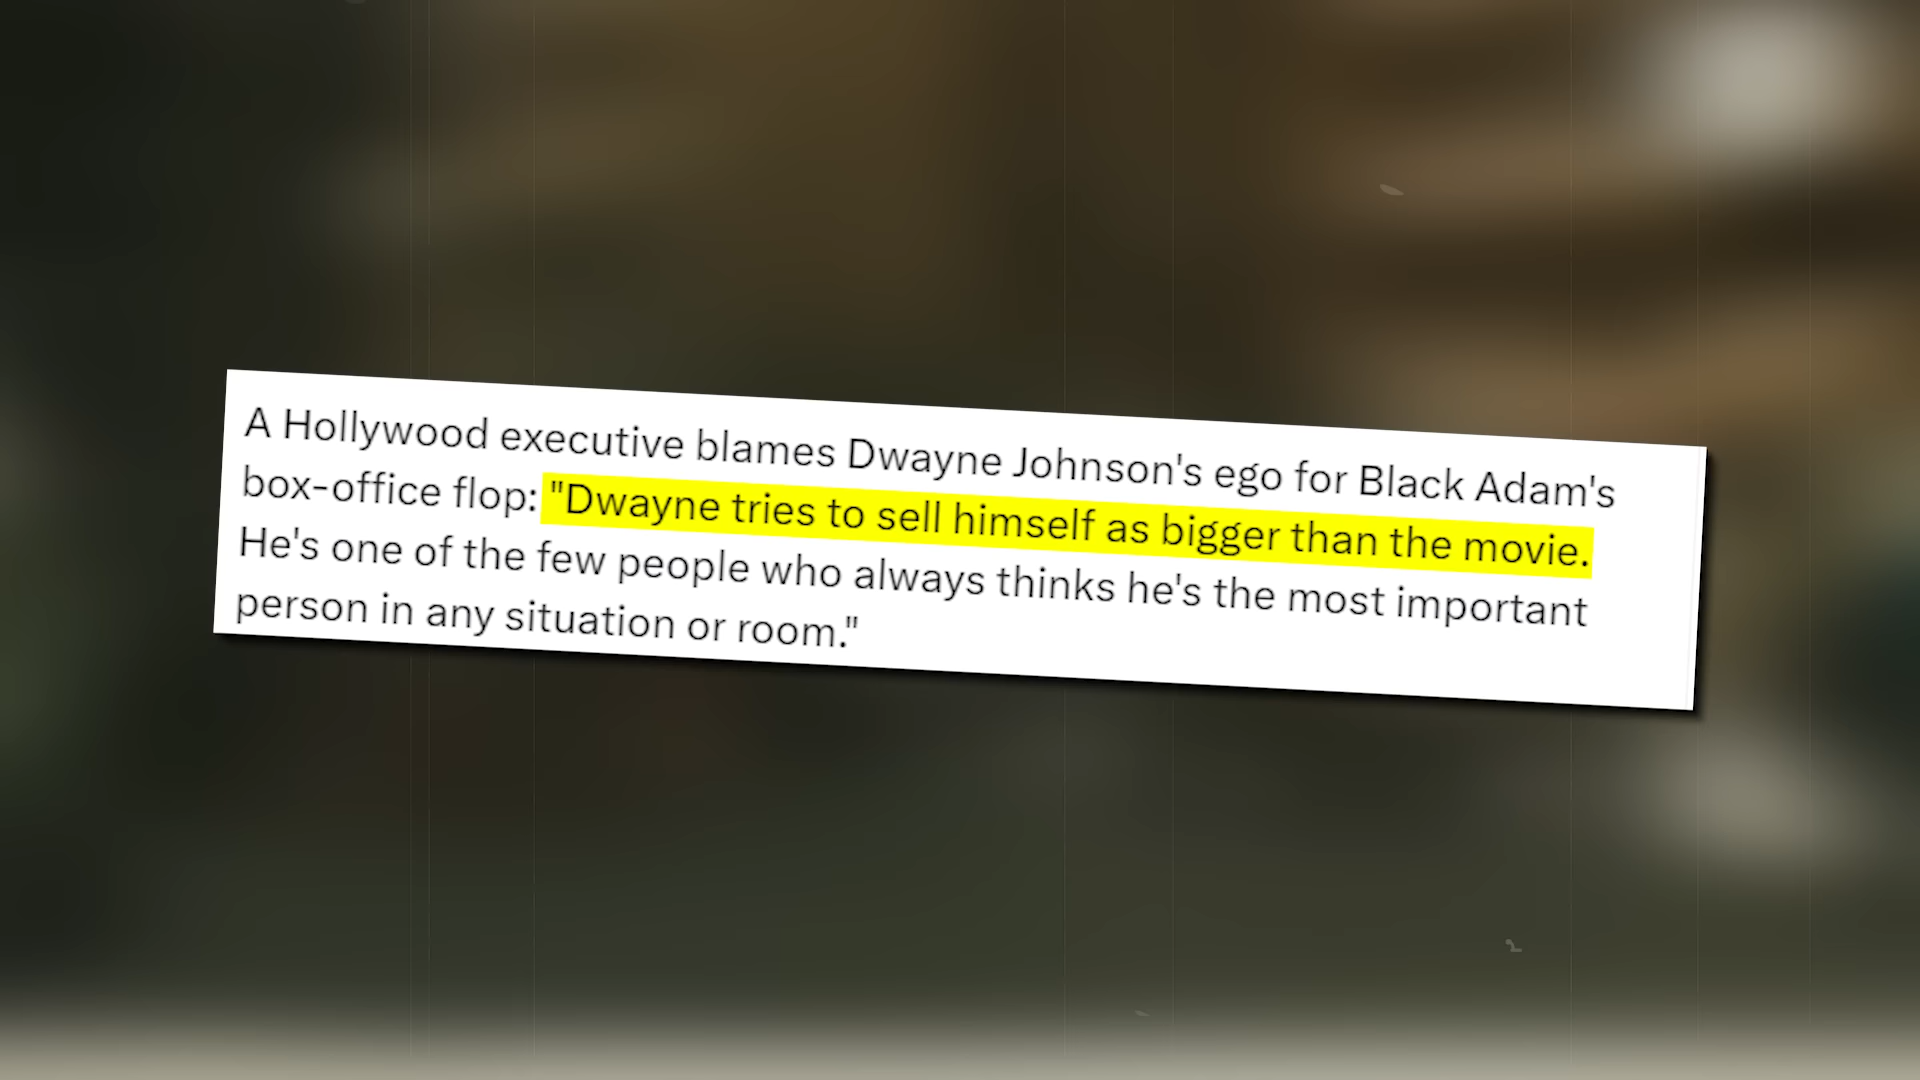 A Hollywood executive blames Dwayne Johnson's ego for Black Adam's
box-office flop: "Dwayne tries to sell himself as bigger than the movie.
He's one of the few people who always thinks he's the most important
person in any situation or room."